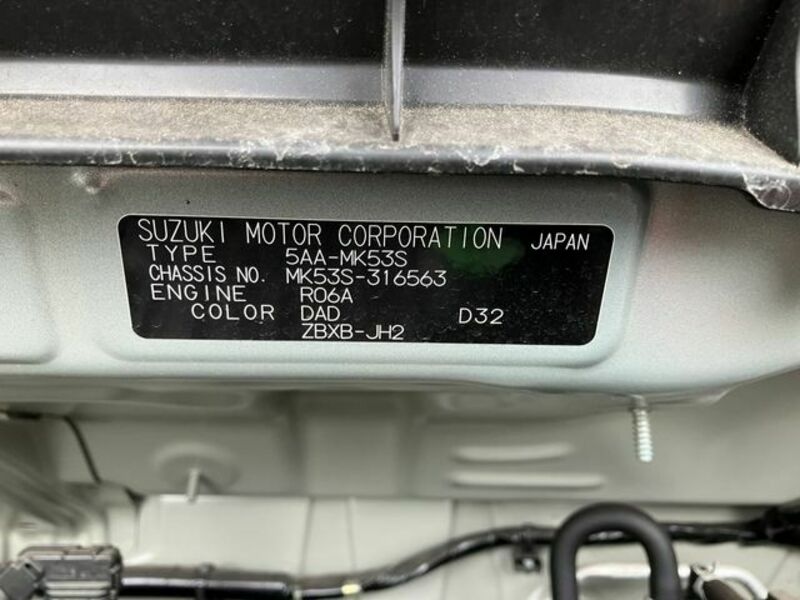 SUZUKI MOTOR CORPORATION JAPAN
TYPE 5AA-MK53S
CHASSIS NO. MK53S-316563
ENGINE R06A
COLOR DAD D32
ZBXB-JH2